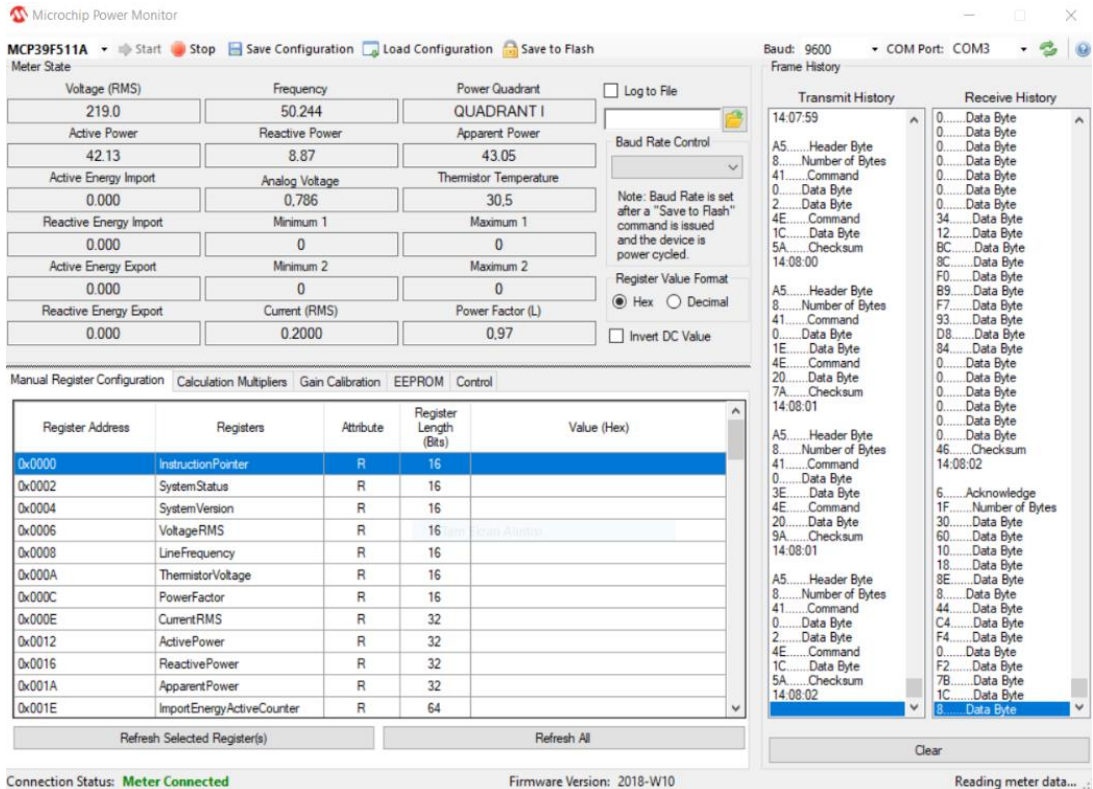 Microchip Power Monitor
MCP39F511A Start Stop Save Configuration Load Configuration Save to Flash Baud: 9600 COM Port: COM3
Meter State
Voltage (RMS) Frequency Power Quadrant
219.0 50.244 QUADRANT I
Active Power Reactive Power Apparent Power
42.13 8.87 43.05
Active Energy Import Analog Voltage Thermistor Temperature
0.000 0,786 30,5
Reactive Energy Import Minimum 1 Maximum 1
0.000 0 0
Active Energy Export Minimum 2 Maximum 2
0.000 0 0
Reactive Energy Export Current (RMS) Power Factor (L)
0.000 0.2000 0,97
Log to File
Baud Rate Control
Note: Baud Rate is set
after a "Save to Flash"
command is issued
and the device is
power cycled.
Register Value Format
Hex Decimal
Invert DC Value
Manual Register Configuration Calculation Multipliers Gain Calibration EEPROM Control
Register Address Registers Attribute Register Length (Bits) Value (Hex)
0x0000 InstructionPointer R 16
0x0002 SystemStatus R 16
0x0004 SystemVersion R 16
0x0006 VoltageRMS R 16
0x0008 LineFrequency R 16
0x000A ThermistorVoltage R 16
0x000C PowerFactor R 16
0x000E CurrentRMS R 32
0x0012 ActivePower R 32
0x0016 ReactivePower R 32
0x001A ApparentPower R 32
0x001E ImportEnergyActiveCounter R 64
Refresh Selected Register(s) Refresh All
Frame History
Transmit History
14:07:59
A5.......Header Byte
8.......Number of Bytes
41.......Command
0.......Data Byte
2.......Data Byte
4E.......Command
1C.......Data Byte
5A.......Checksum
14:08:00
A5.......Header Byte
8.......Number of Bytes
41.......Command
0.......Data Byte
1E.......Data Byte
4E.......Command
20.......Data Byte
7A.......Checksum
14:08:01
A5.......Header Byte
8.......Number of Bytes
41.......Command
0.......Data Byte
3E.......Data Byte
4E.......Command
20.......Data Byte
9A.......Checksum
14:08:01
A5.......Header Byte
8.......Number of Bytes
41.......Command
0.......Data Byte
2.......Data Byte
4E.......Command
1C.......Data Byte
5A.......Checksum
14:08:02
Receive History
0.......Data Byte
0.......Data Byte
0.......Data Byte
0.......Data Byte
0.......Data Byte
0.......Data Byte
0.......Data Byte
34.......Data Byte
12.......Data Byte
BC.......Data Byte
8C.......Data Byte
F0.......Data Byte
B9.......Data Byte
F7.......Data Byte
93.......Data Byte
D8.......Data Byte
84.......Data Byte
0.......Data Byte
0.......Data Byte
0.......Data Byte
0.......Data Byte
0.......Data Byte
0.......Data Byte
46.......Checksum
14:08:02
6.......Acknowledge
1F.......Number of Bytes
30.......Data Byte
60.......Data Byte
10.......Data Byte
18.......Data Byte
8E.......Data Byte
8.......Data Byte
44.......Data Byte
C4.......Data Byte
F4.......Data Byte
0.......Data Byte
F2.......Data Byte
7B.......Data Byte
1C.......Data Byte
8.......Data Byte
Clear
Connection Status: Meter Connected Firmware Version: 2018-W10 Reading meter data...